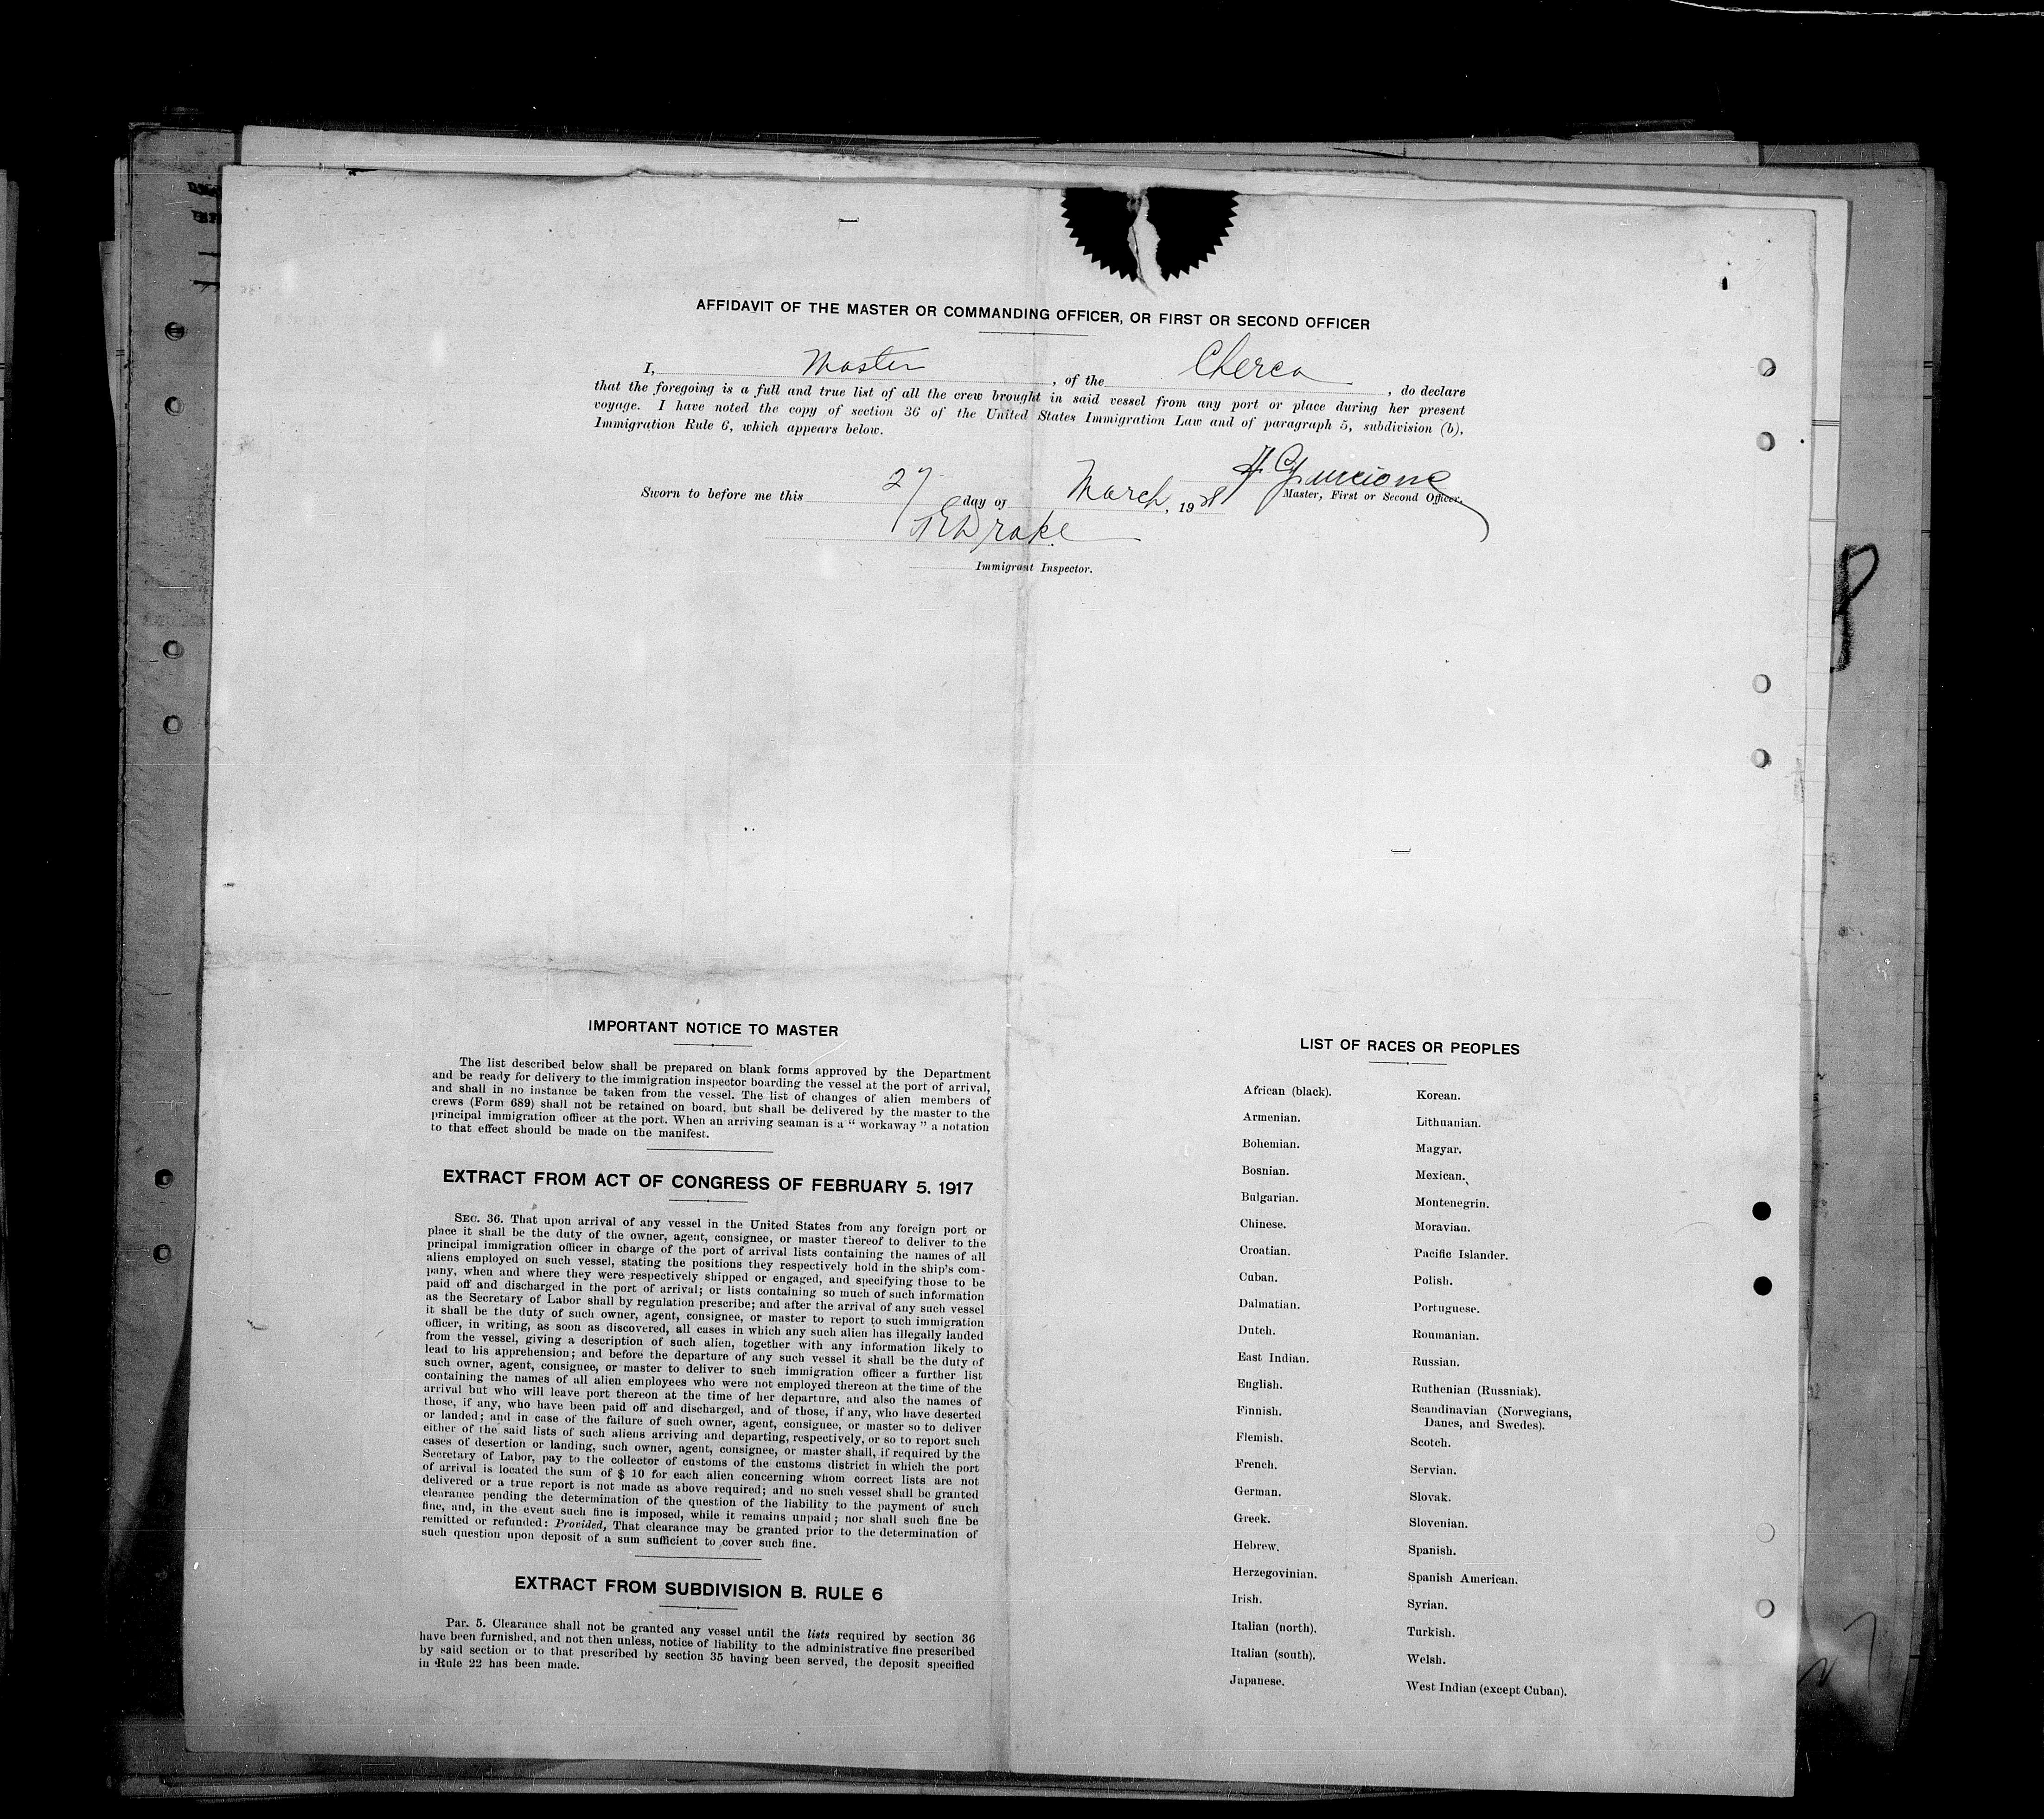 AFFIDAVIT OF THE MASTER OR COMMANDING OFFICER, OR FIRST OR SECOND OFFICER
I, Master, of the Cherca, do declare
that the foregoing is a full and true list of all the crew brought in said vessel from any port or place during her present
voyage. I have noted the copy of section 36 of the United States Immigration Law and of paragraph 5, subdivision (b),
Immigration Rule 6, which appears below.
Sworn to before me this 27 day of March, 19
Master, First or Second Officer.
Drake
Immigrant Inspector.
IMPORTANT NOTICE TO MASTER
The list described below shall be prepared on blank forms approved by the Department
and be ready for delivery to the immigration inspector boarding the vessel at the port of arrival,
and shall in no instance be taken from the vessel. The list of changes of alien members of
crews (Form 689) shall not be retained on board, but shall be delivered by the master to the
principal immigration officer at the port. When an arriving seaman is a " workaway " a notation
to that effect should be made on the manifest.
EXTRACT FROM ACT OF CONGRESS OF FEBRUARY 5. 1917
SEC. 36. That upon arrival of any vessel in the United States from any foreign port or
place it shall be the duty of the owner, agent, consignee, or master thereof to deliver to the
principal immigration officer in charge of the port of arrival lists containing the names of all
aliens employed on such vessel, stating the positions they respectively hold in the ship's com-
pany, when and where they were respectively shipped or engaged, and specifying those to be
paid off and discharged in the port of arrival; or lists containing so much of such information
as the Secretary of Labor shall by regulation prescribe; and after the arrival of any such vessel
it shall be the duty of such owner, agent, consignee, or master to report to such immigration
officer, in writing, as soon as discovered, all cases in which any such alien has illegally landed
from the vessel, giving a description of such alien, together with any information likely to
lead to his apprehension; and before the departure of any such vessel it shall be the duty of
such owner, agent, consignee, or master to deliver to such immigration officer a further list
containing the names of all alien employees who were not employed thereon at the time of the
arrival but who will leave port thereon at the time of her departure, and also the names of
those, if any, who have been paid off and discharged, and of those, if any, who have deserted
or landed; and in case of the failure of such owner, agent, consignee, or master so to deliver
either of the said lists of such aliens arriving and departing, respectively, or so to report such
cases of desertion or landing, such owner, agent, consignee, or master shall, if required by the
Secretary of Labor, pay to the collector of customs of the customs district in which the port
of arrival is located the sum of $ 10 for each alien concerning whom correct lists are not
delivered or a true report is not made as above required; and no such vessel shall be granted
clearance pending the determination of the question of the liability to the payment of such
fine, and, in the event such fine is imposed, while it remains unpaid; nor shall such fine be
remitted or refunded: Provided, That clearance may be granted prior to the determination of
such question upon deposit of a sum sufficient to cover such fine.
EXTRACT FROM SUBDIVISION B. RULE 6
Par. 5. Clearance shall not be granted any vessel until the lists required by section 36
have been furnished, and not then unless, notice of liability to the administrative fine prescribed
by said section or to that prescribed by section 35 having been served, the deposit specified
in Rule 22 has been made.
LIST OF RACES OR PEOPLES
African (black).
Armenian.
Bohemian.
Bosnian.
Bulgarian.
Chinese.
Croatian.
Cuban.
Dalmatian.
Dutch.
East Indian.
English.
Finnish.
Flemish.
French.
German.
Greek.
Hebrew.
Herzegovinian.
Irish.
Italian (north).
Italian (south).
Japanese.
Korean.
Lithuanian.
Magyar.
Mexican.
Montenegrin.
Moravian.
Pacific Islander.
Polish.
Portuguese.
Roumanian.
Russian.
Ruthenian (Russniak).
Scandinavian (Norwegians,
Danes, and Swedes).
Scotch.
Servian.
Slovak.
Slovenian.
Spanish.
Spanish American.
Syrian.
Turkish.
Welsh.
West Indian (except Cuban).